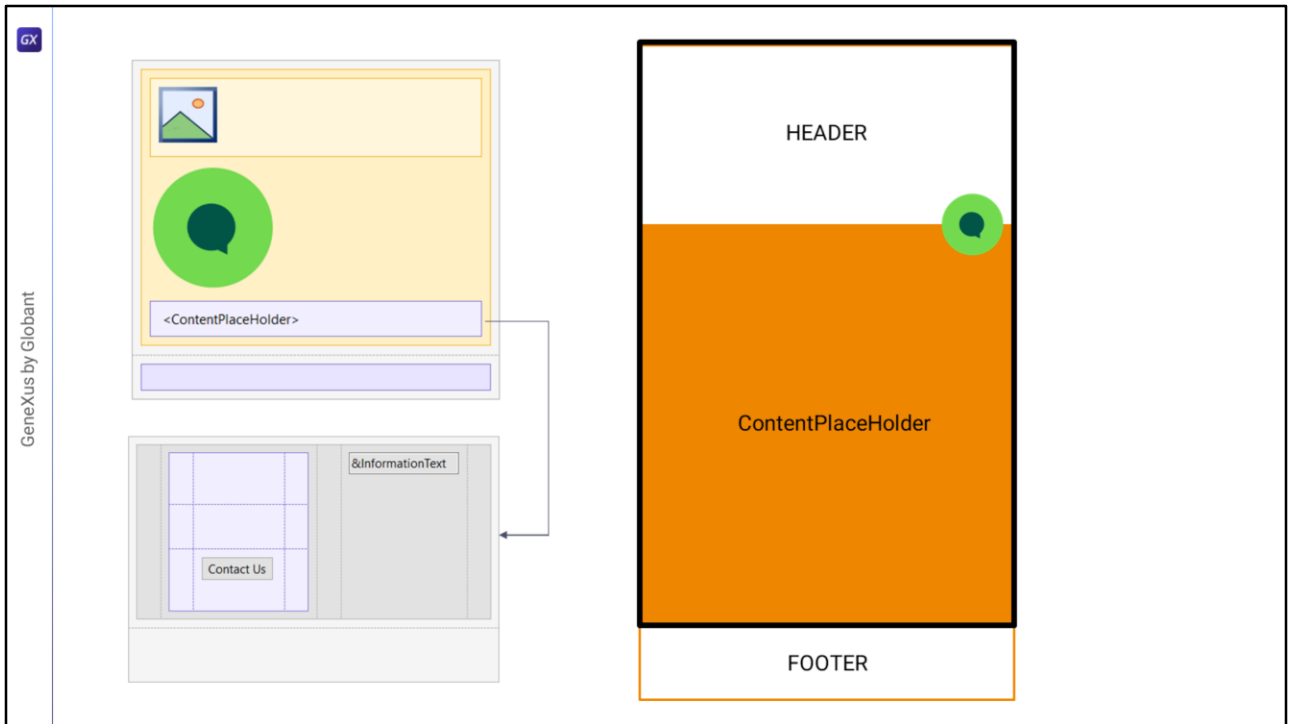 GX
GeneXus by Globant
<ContentPlaceHolder>
&InformationText
Contact Us
HEADER
ContentPlaceHolder
FOOTER